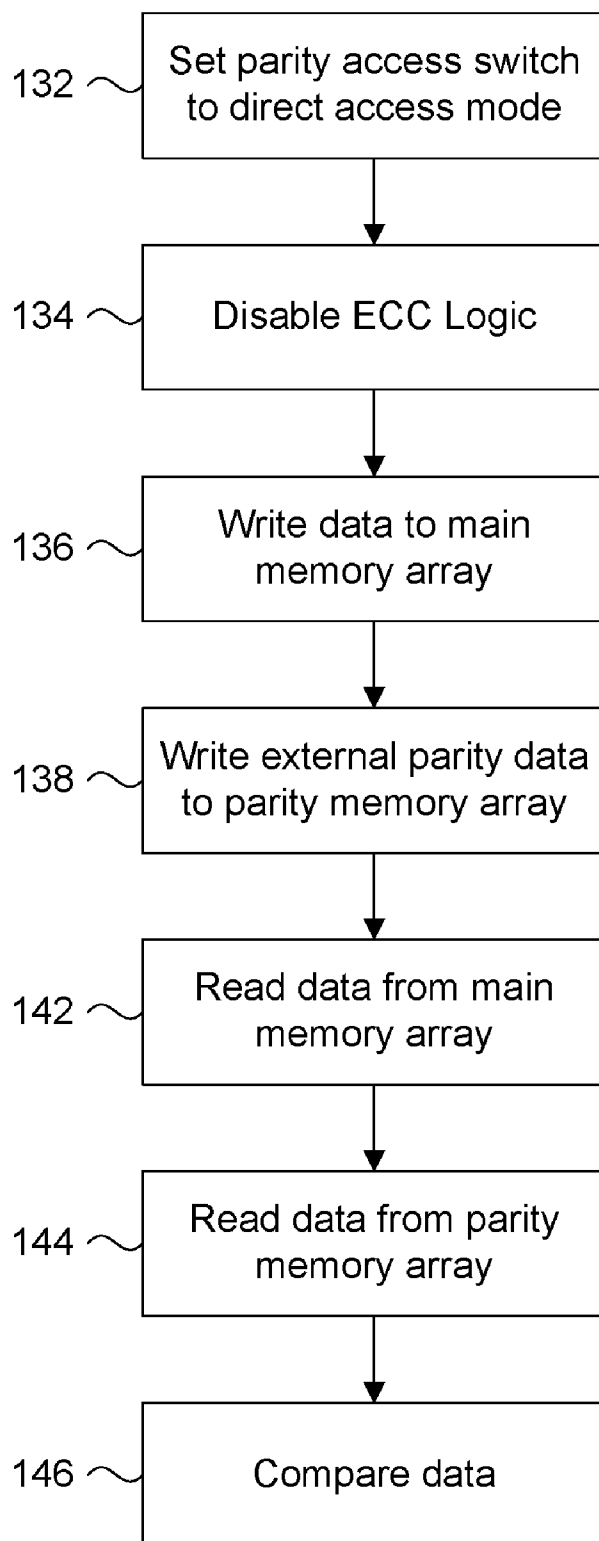 132
Set parity access switch
to direct access mode
134
Disable ECC Logic
136
Write data to main
memory array
138
Write external parity data
to parity memory array
142
Read data from main
memory array
144
Read data from parity
memory array
146
Compare data